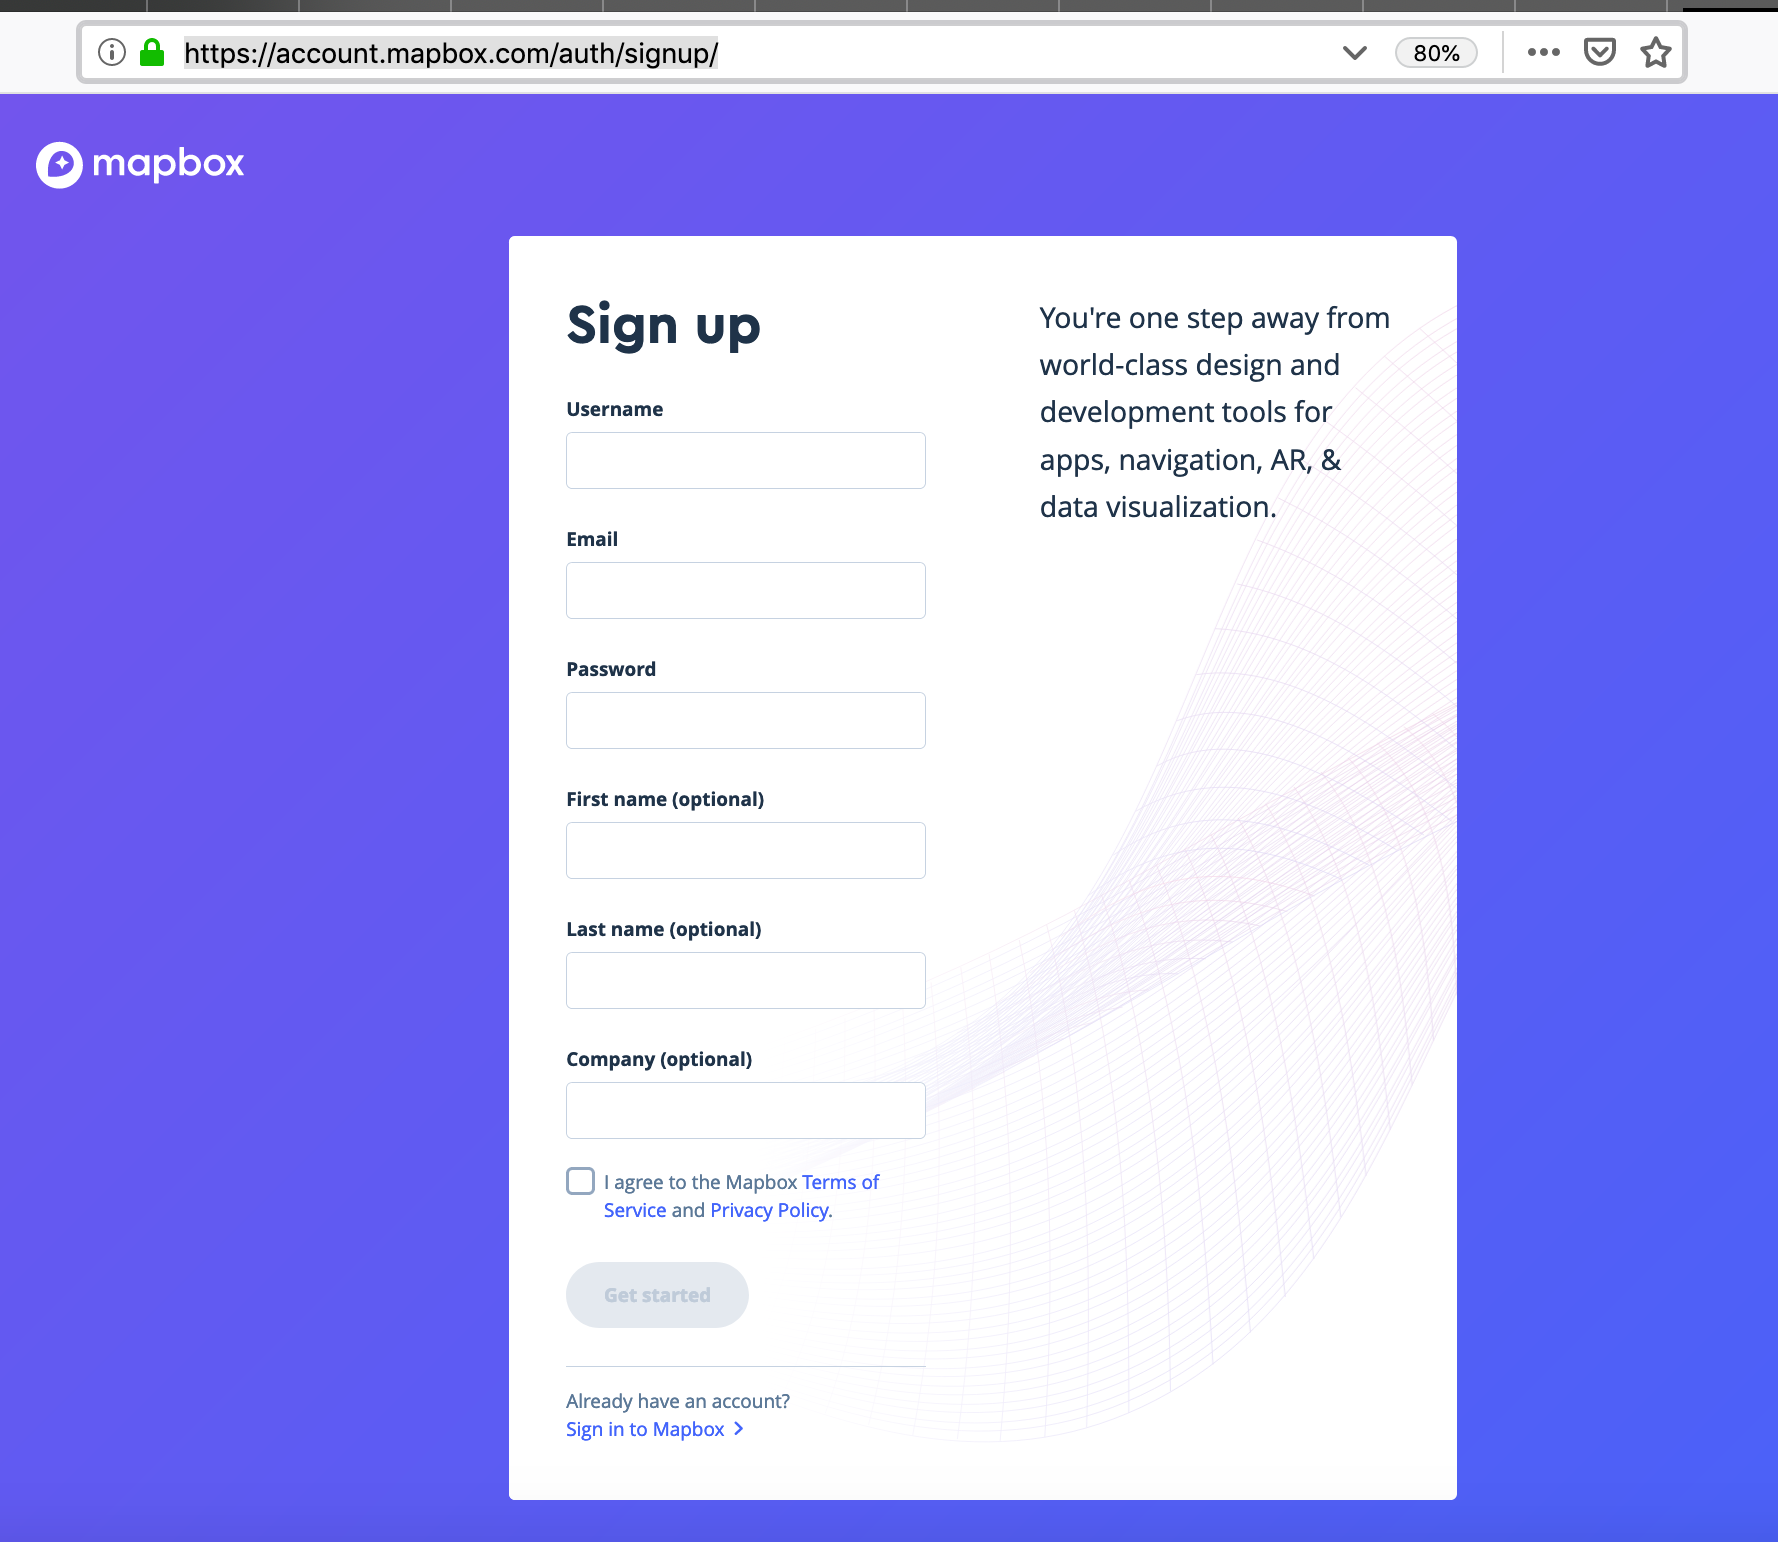 https://account.mapbox.com/auth/signup/
80%
mapbox
Sign up
Username
Email
Password
First name (optional)
Last name (optional)
Company (optional)
I agree to the Mapbox Terms of
Service and Privacy Policy.
Get started
Already have an account?
Sign in to Mapbox
You're one step away from
world-class design and
development tools for
apps, navigation, AR, &
data visualization.